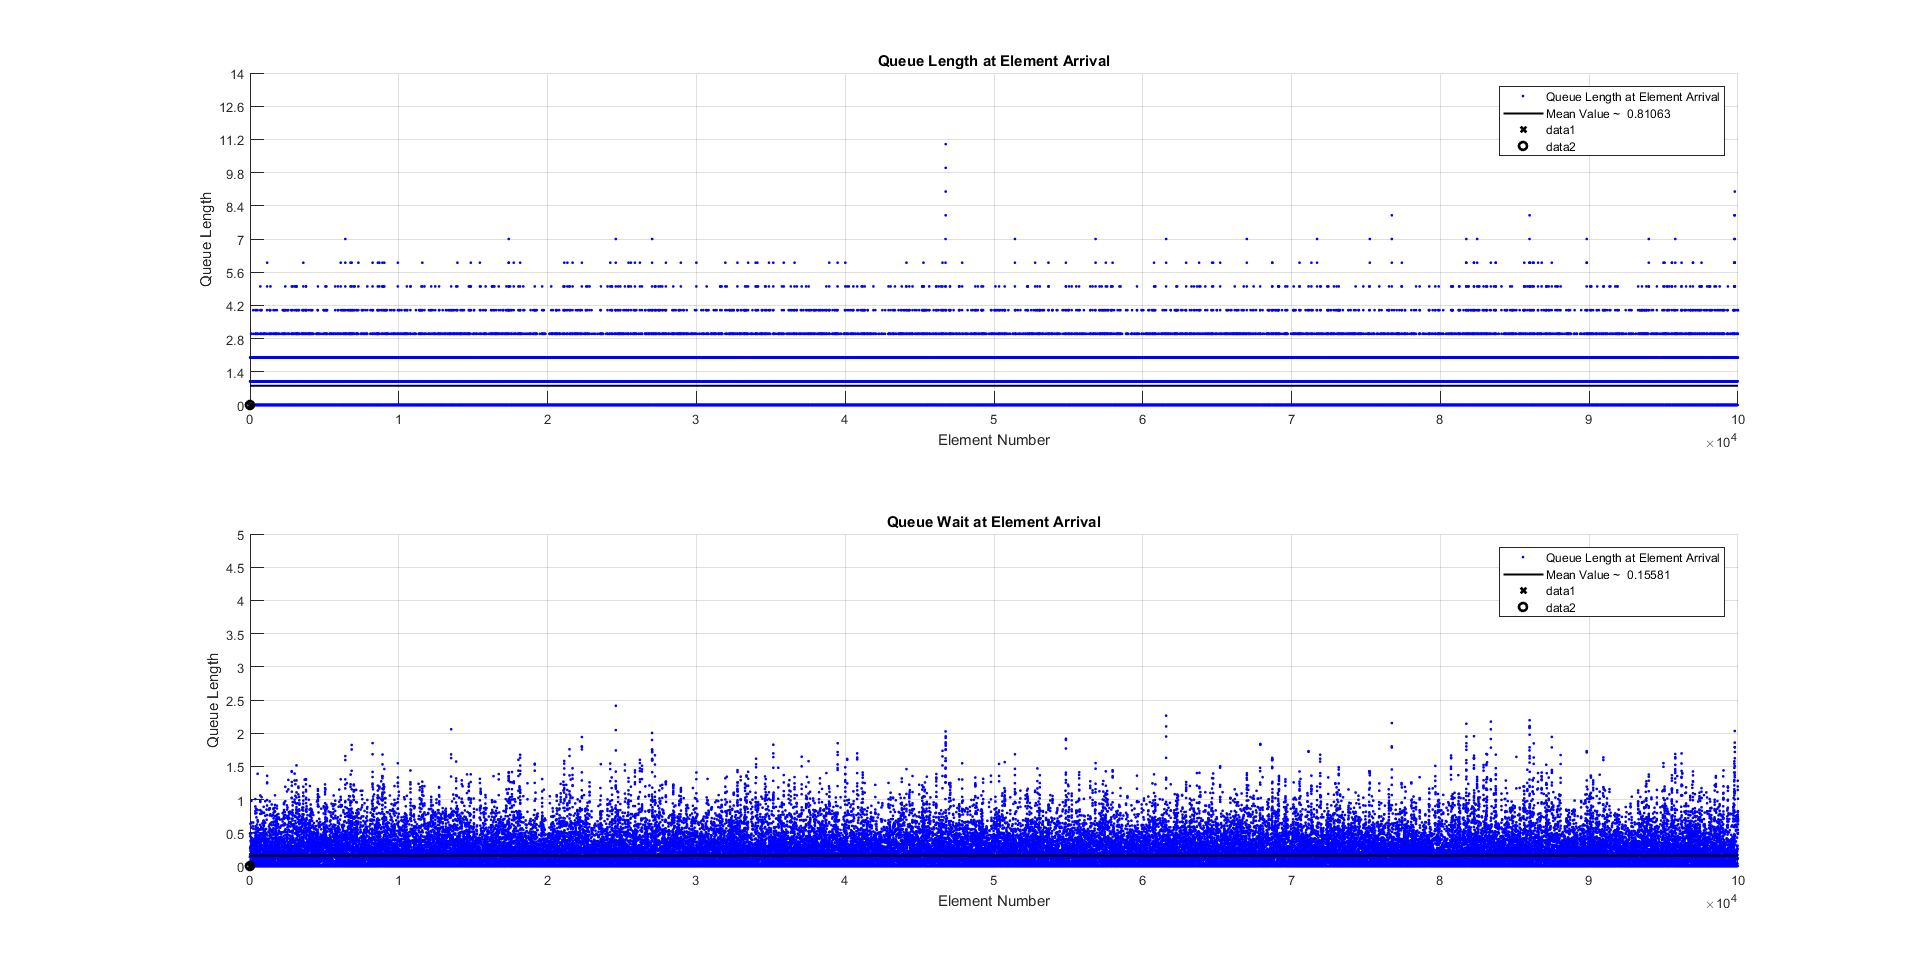 Queue Length at Element Arrival
14
12.6
11.2
9.8
8.4
7
5.6
4.2
2.8
1.4
0
Queue Length
Queue Length at Element Arrival
Mean Value ~ 0.81063
data1
data2
0 1 2 3 4 5 6 7 8 9 10
Element Number
×10^4
Queue Wait at Element Arrival
5
4.5
4
3.5
3
2.5
2
1.5
1
0.5
0
Queue Length
Queue Length at Element Arrival
Mean Value ~ 0.15581
data1
data2
0 1 2 3 4 5 6 7 8 9 10
Element Number
×10^4